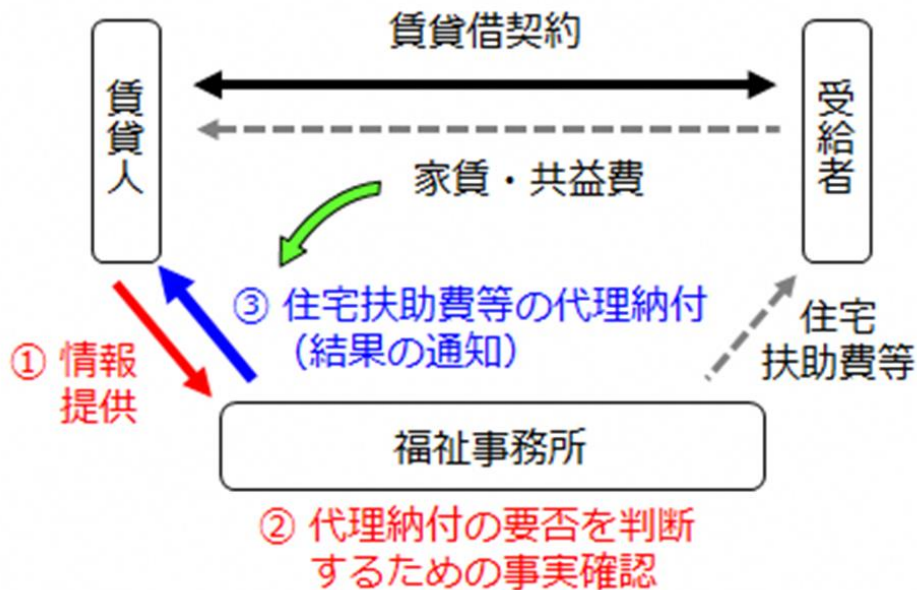 賃貸借契約
賃貸人
受給者
家賃・共益費
③ 住宅扶助費等の代理納付
(結果の通知)
① 情報
提供
住宅
扶助費等
福祉事務所
② 代理納付の要否を判断
するための事実確認